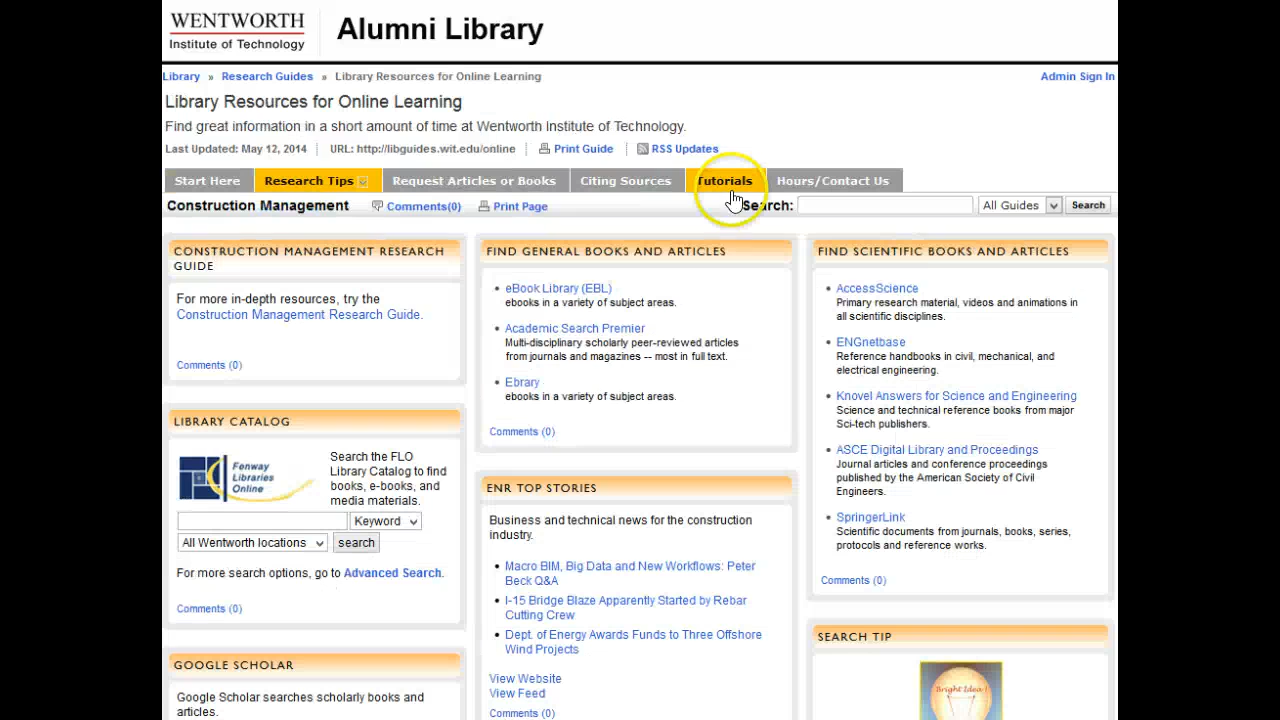 WENTWORTH
Institute of Technology
Alumni Library
Library » Research Guides » Library Resources for Online Learning
Admin Sign In
Library Resources for Online Learning
Find great information in a short amount of time at Wentworth Institute of Technology.
Last Updated: May 12, 2014 | URL: http://libguides.wit.edu/online
Print Guide
RSS Updates
Start Here
Research Tips
Request Articles or Books
Citing Sources
Tutorials
Hours/Contact Us
Construction Management
Comments(0)
Print Page
Search:
All Guides
Search
CONSTRUCTION MANAGEMENT RESEARCH
GUIDE
For more in-depth resources, try the
Construction Management Research Guide.
Comments (0)
LIBRARY CATALOG
Fenway
Libraries
Online
Search the FLO
Library Catalog to find
books, e-books, and
media materials.
Keyword
All Wentworth locations
search
For more search options, go to Advanced Search.
Comments (0)
GOOGLE SCHOLAR
Google Scholar searches scholarly books and
articles.
FIND GENERAL BOOKS AND ARTICLES
• eBook Library (EBL)
ebooks in a variety of subject areas.
• Academic Search Premier
Multi-disciplinary scholarly peer-reviewed articles
from journals and magazines -- most in full text.
• Ebrary
ebooks in a variety of subject areas.
Comments (0)
ENR TOP STORIES
Business and technical news for the construction
industry.
• Macro BIM, Big Data and New Workflows: Peter
Beck Q&A
• I-15 Bridge Blaze Apparently Started by Rebar
Cutting Crew
• Dept. of Energy Awards Funds to Three Offshore
Wind Projects
View Website
View Feed
Comments (0)
FIND SCIENTIFIC BOOKS AND ARTICLES
• AccessScience
Primary research material, videos and animations in
all scientific disciplines.
• ENGnetbase
Reference handbooks in civil, mechanical, and
electrical engineering.
• Knovel Answers for Science and Engineering
Science and technical reference books from major
Sci-tech publishers.
• ASCE Digital Library and Proceedings
Journal articles and conference proceedings
published by the American Society of Civil
Engineers.
• SpringerLink
Scientific documents from journals, books, series,
protocols and reference works.
Comments (0)
SEARCH TIP
Bright Idea!